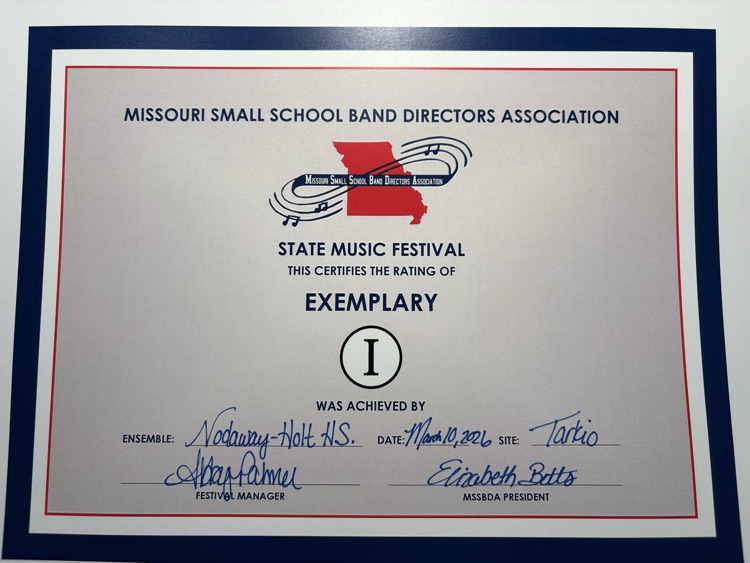 MISSOURI SMALL SCHOOL BAND DIRECTORS ASSOCIATION
MISSOURI SMALL SCHOOL BAND DIRECTORS ASSOCIATION
STATE MUSIC FESTIVAL
THIS CERTIFIES THE RATING OF
EXEMPLARY
I
WAS ACHIEVED BY
ENSEMBLE: Nodaway-Holt H.S. DATE: March 10, 2026 SITE: Tarkio
Abby Palmer Elizabeth Betts
FESTIVAL MANAGER MSSBDA PRESIDENT